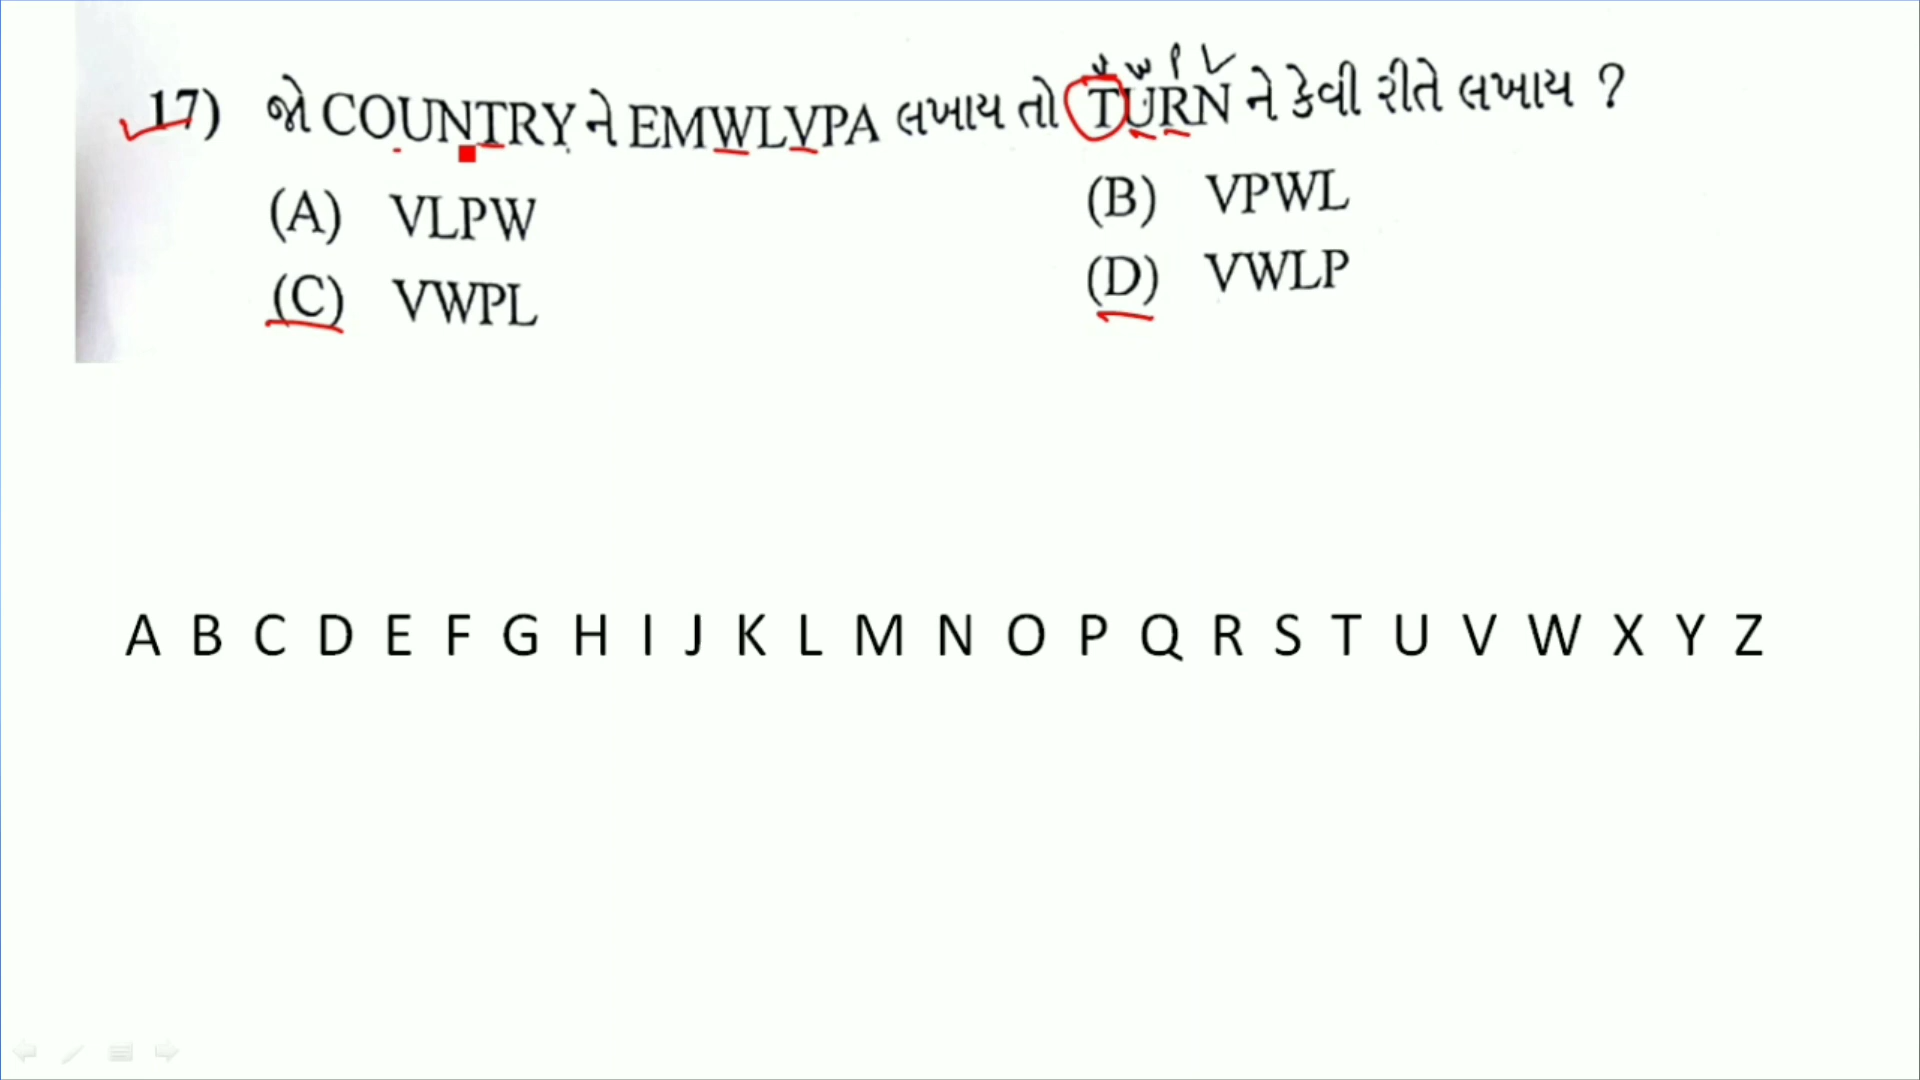 V W P L
17) જો COUNTRY ને EMWLVPA લખાય તો TURN ને કેવી રીતે લખાય ?
(A) VLPW (B) VPWL
(C) VWPL (D) VWLP
A B C D E F G H I J K L M N O P Q R S T U V W X Y Z